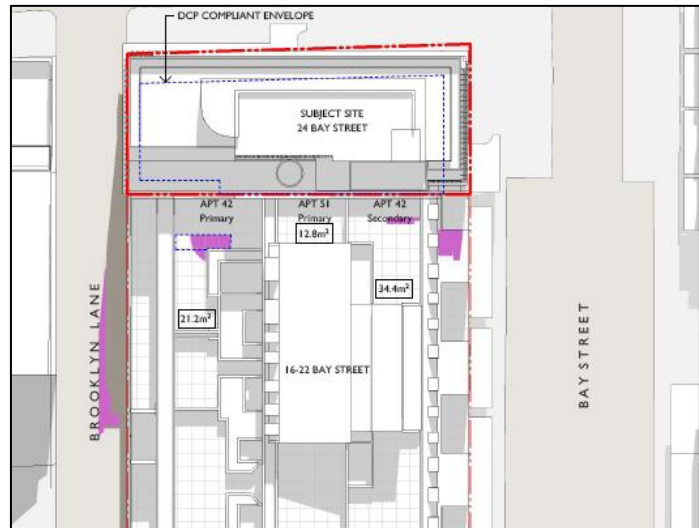 DCP COMPLIANT ENVELOPE
SUBJECT SITE
24 BAY STREET
APT 42
Primary
APT 51
Primary
APT 42
Secondary
12.8m²
21.2m²
34.4m²
16-22 BAY STREET
BROOKLYN LANE
BAY STREET